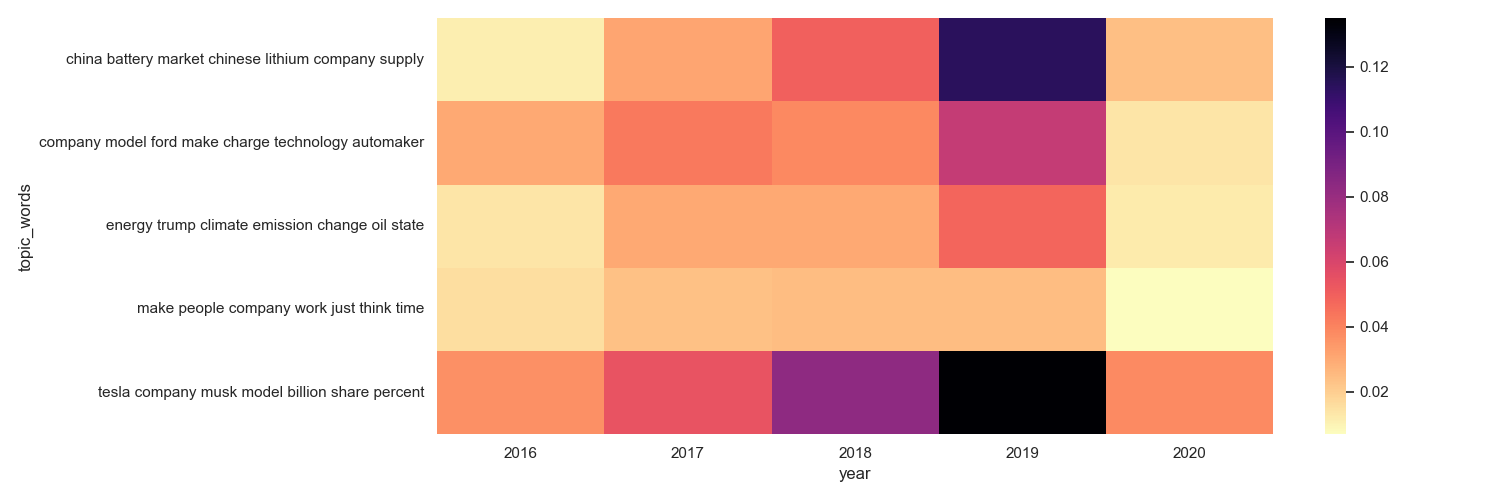 china battery market chinese lithium company supply
company model ford make charge technology automaker
energy trump climate emission change oil state
make people company work just think time
tesla company musk model billion share percent
topic_words
2016 2017 2018 2019 2020
year
0.12
0.10
0.08
0.06
0.04
0.02